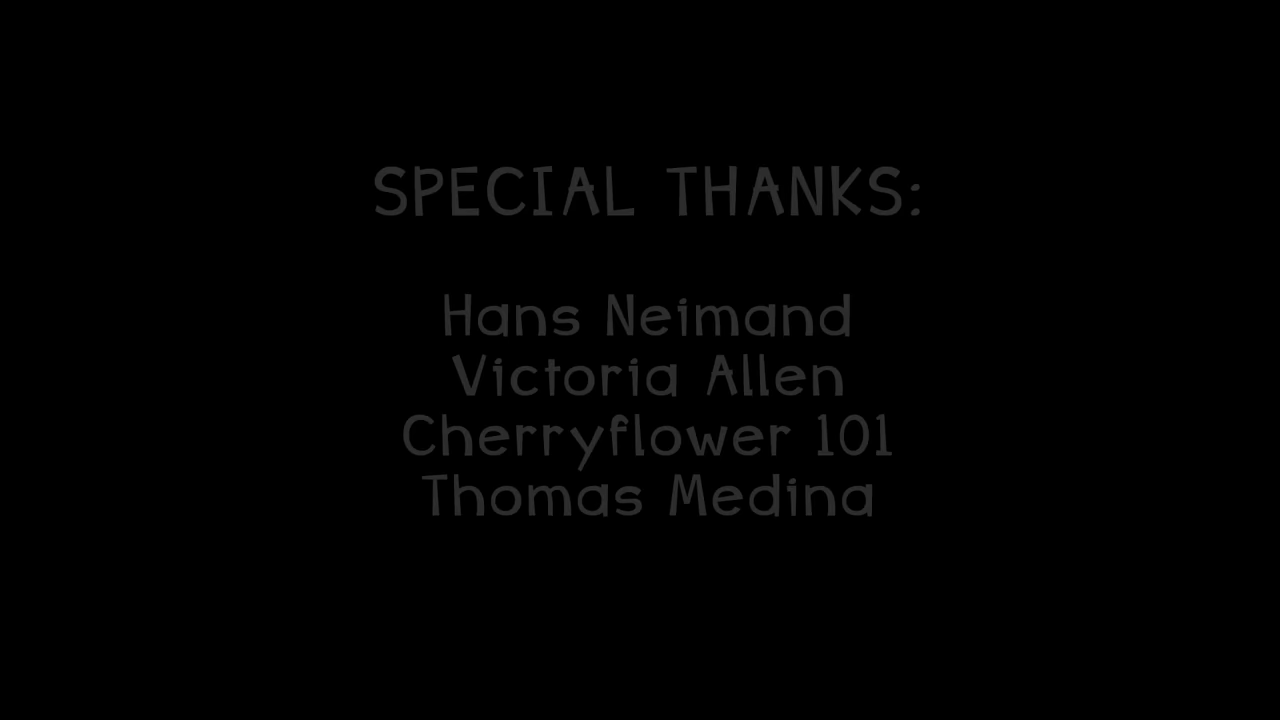 SPECIAL THANKS:
Hans Neimand
Victoria Allen
Cherryflower 101
Thomas Medina